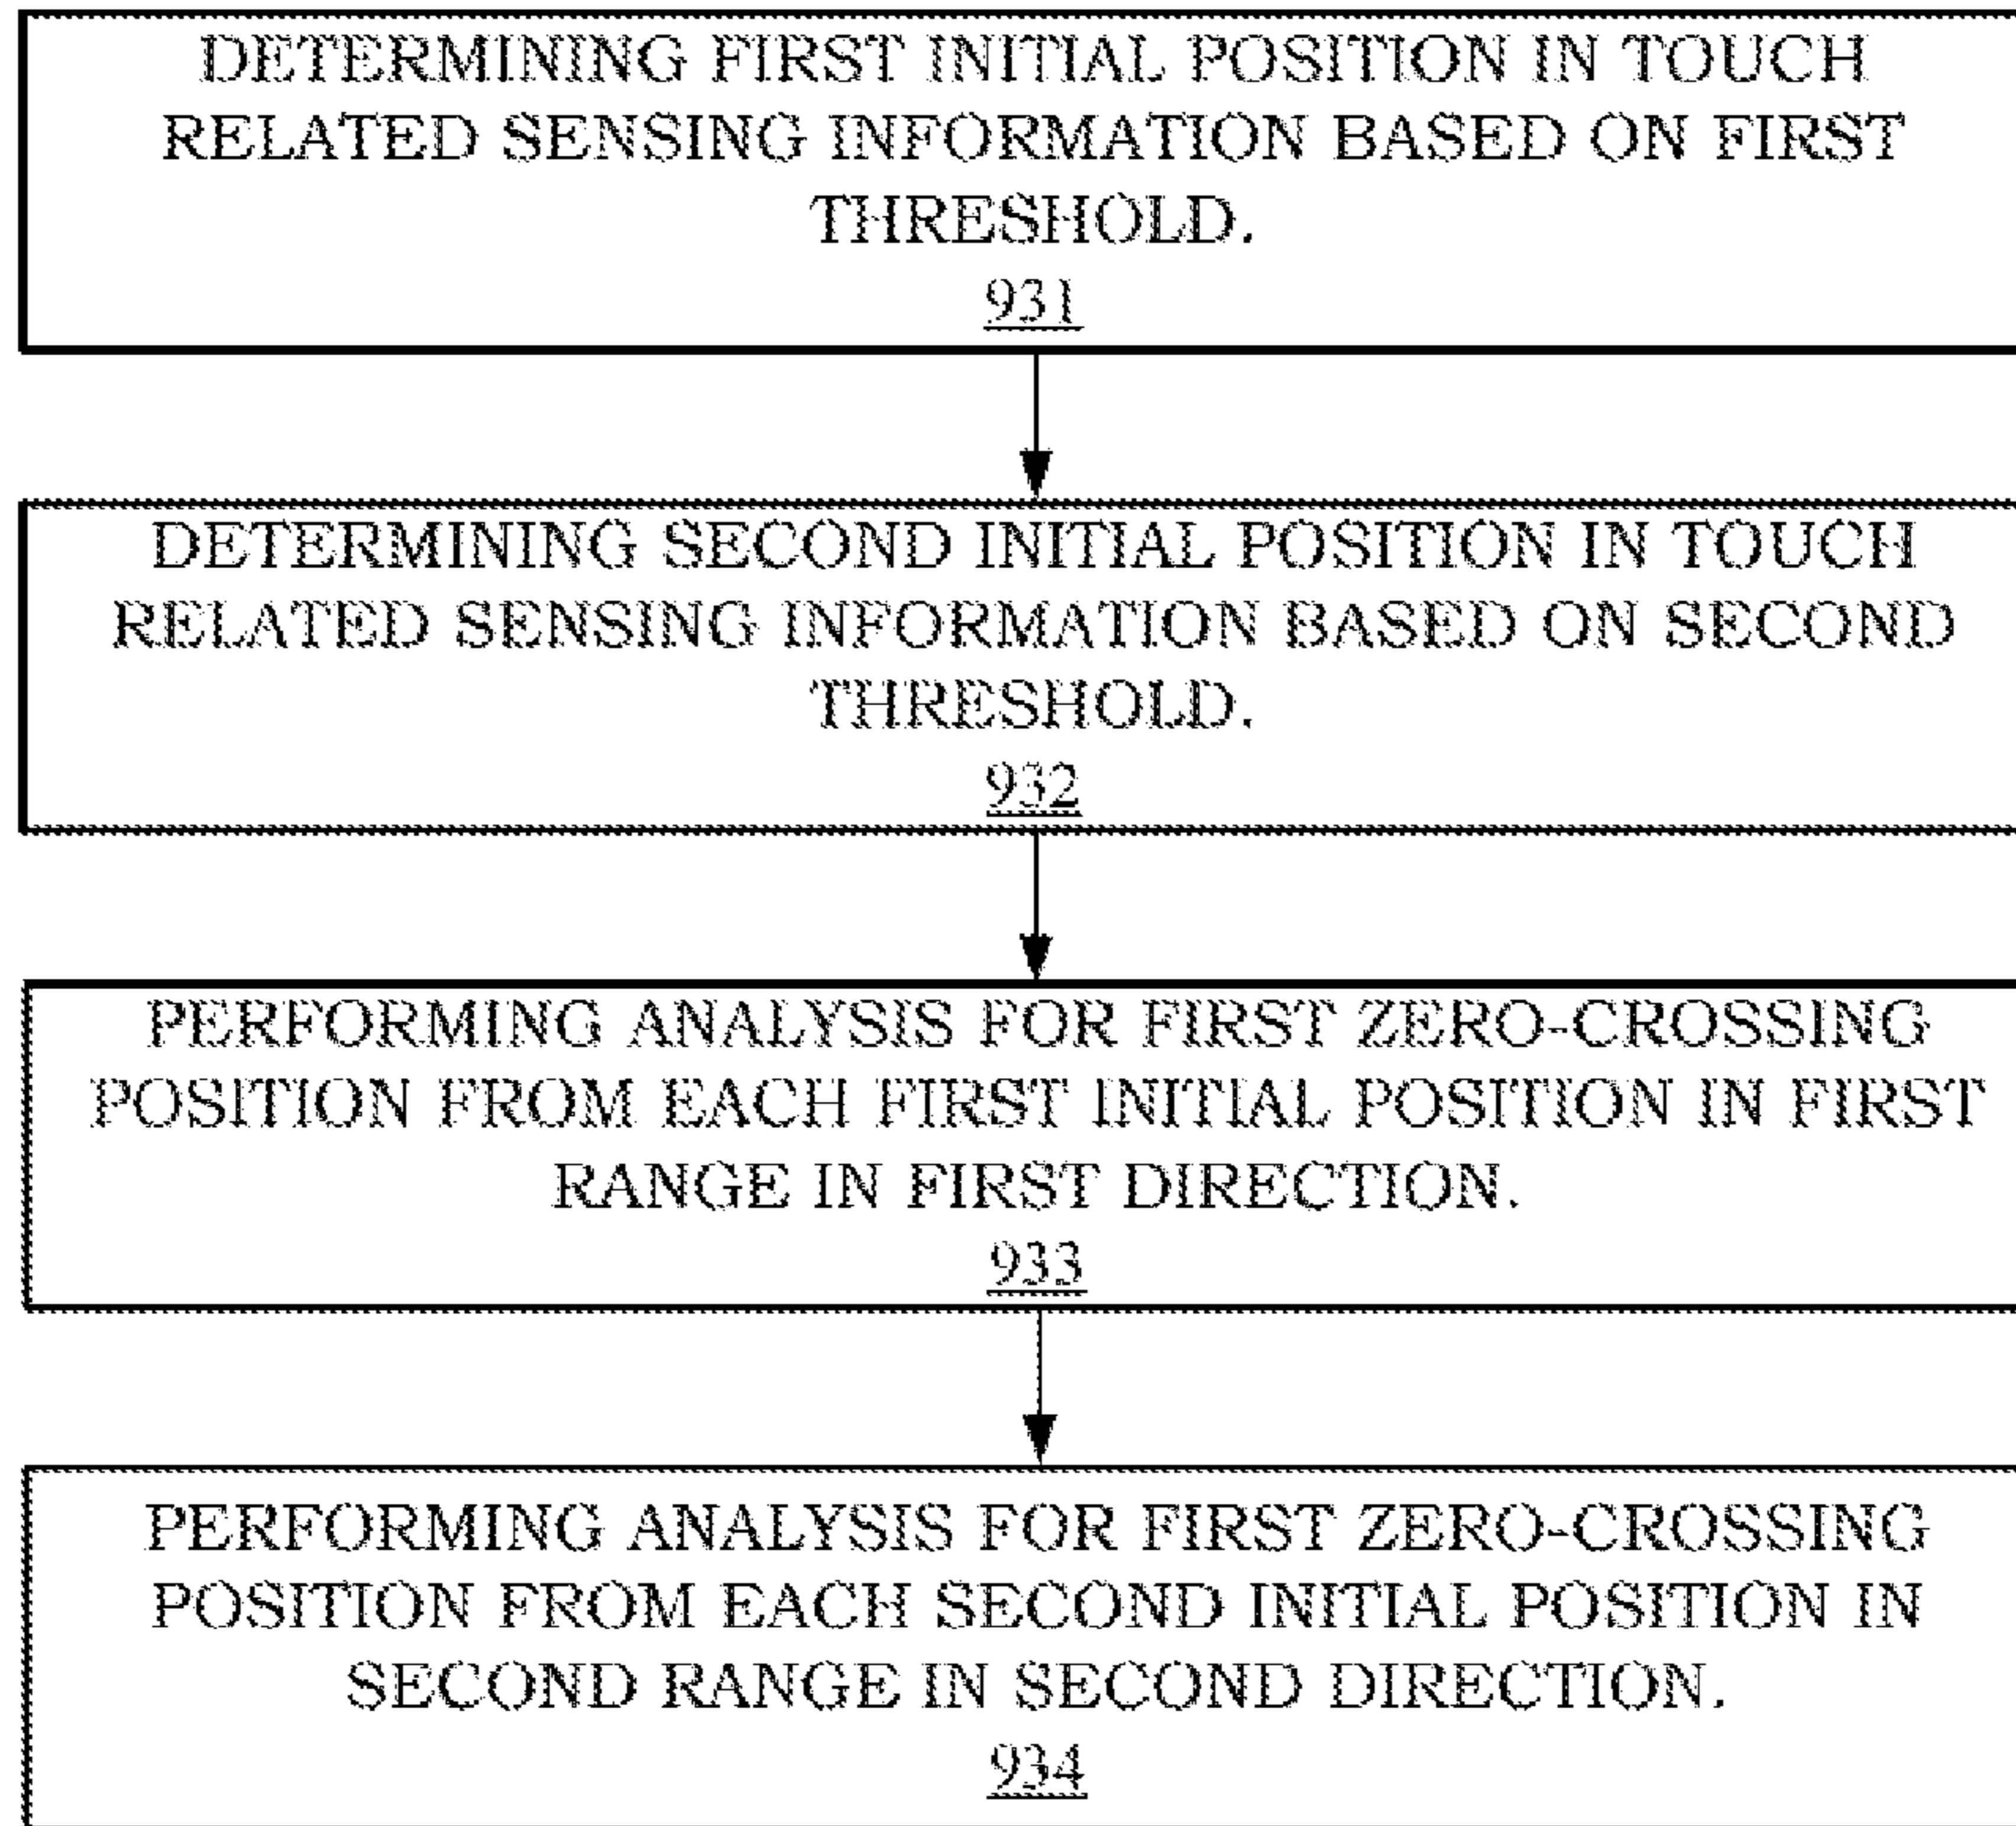 DETERMINING FIRST INITIAL POSITION IN TOUCH
RELATED SENSING INFORMATION BASED ON FIRST
THRESHOLD.
931
DETERMINING SECOND INITIAL POSITION IN TOUCH
RELATED SENSING INFORMATION BASED ON SECOND
THRESHOLD.
932
PERFORMING ANALYSIS FOR FIRST ZERO-CROSSING
POSITION FROM EACH FIRST INITIAL POSITION IN FIRST
RANGE IN FIRST DIRECTION.
933
PERFORMING ANALYSIS FOR FIRST ZERO-CROSSING
POSITION FROM EACH SECOND INITIAL POSITION IN
SECOND RANGE IN SECOND DIRECTION.
934